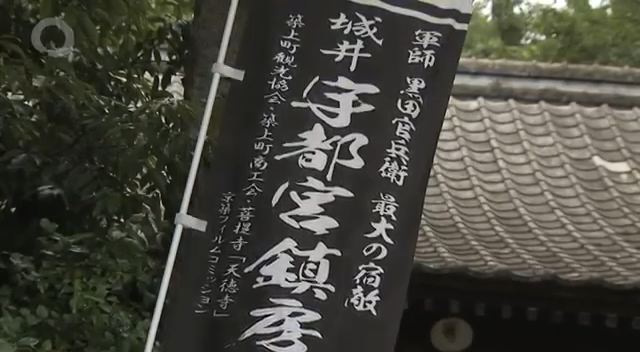 軍師 黒田官兵衛 最大の宿敵
城井 宇都宮鎮房
築上町観光協会・築上町商工会・菩提寺「天徳寺」
京築フィルムコミッション